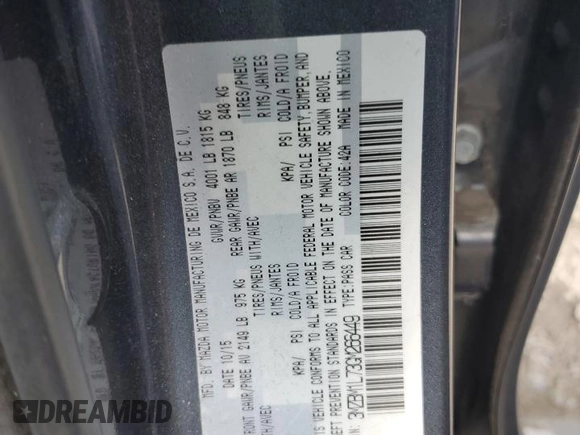 BY MAZDA MOTOR MANUFACTURING DE MEXICO S.A. DE C.V.
DATE 10/15 GVWR/PNBV 4001 LB 1815 KG
FRONT GAWR/PNBE AV 2149 LB 975 KG REAR GAWR/PNBE AR 1870 LB 848 KG
TIRES/PNEUS WITH/AVEC TIRES/PNEUS
RIMS/JANTES RIMS/JANTES
KPA/ PSI COLD/A FROID KPA/ PSI COLD/A FROID
VEHICLE CONFORMS TO ALL APPLICABLE FEDERAL MOTOR VEHICLE SAFETY, BUMPER, AND
THEFT PREVENTION STANDARDS IN EFFECT ON THE DATE OF MANUFACTURE SHOWN ABOVE.
3MZBM1L73GM266449 TYPE:PASS CAR COLOR CODE:42A MADE IN MEXICO
DREAMBID